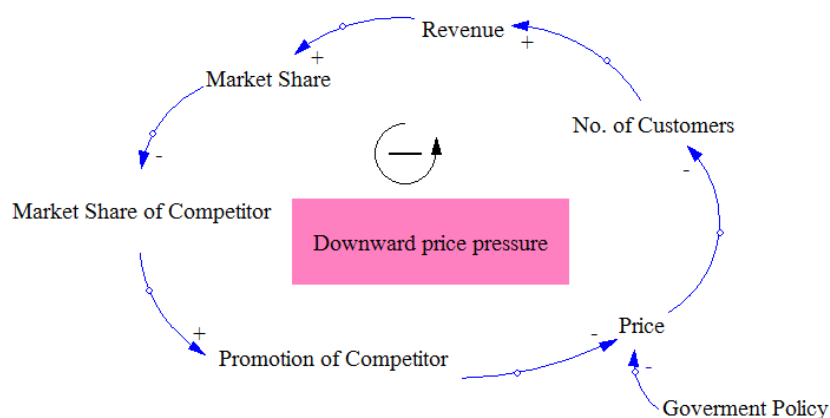 Revenue
+
+
Market Share
No. of Customers
-
-
Market Share of Competitor
Downward price pressure
+
-
Price
Promotion of Competitor
-
Goverment Policy